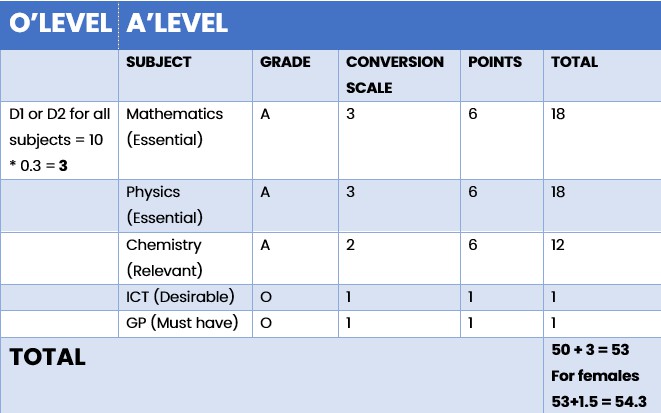 O'LEVEL A'LEVEL
SUBJECT GRADE CONVERSION SCALE POINTS TOTAL
D1 or D2 for all subjects = 10 * 0.3 = 3 Mathematics (Essential) A 3 6 18
Physics (Essential) A 3 6 18
Chemistry (Relevant) A 2 6 12
ICT (Desirable) O 1 1 1
GP (Must have) O 1 1 1
TOTAL 50 + 3 = 53
For females
53+1.5 = 54.3